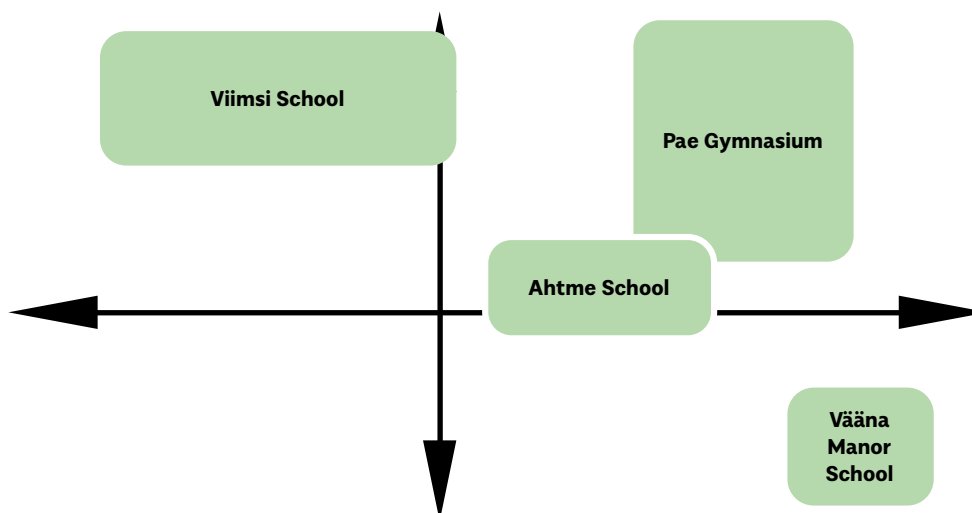 Viimsi School
Pae Gymnasium
Ahtme School
Vääna
Manor
School